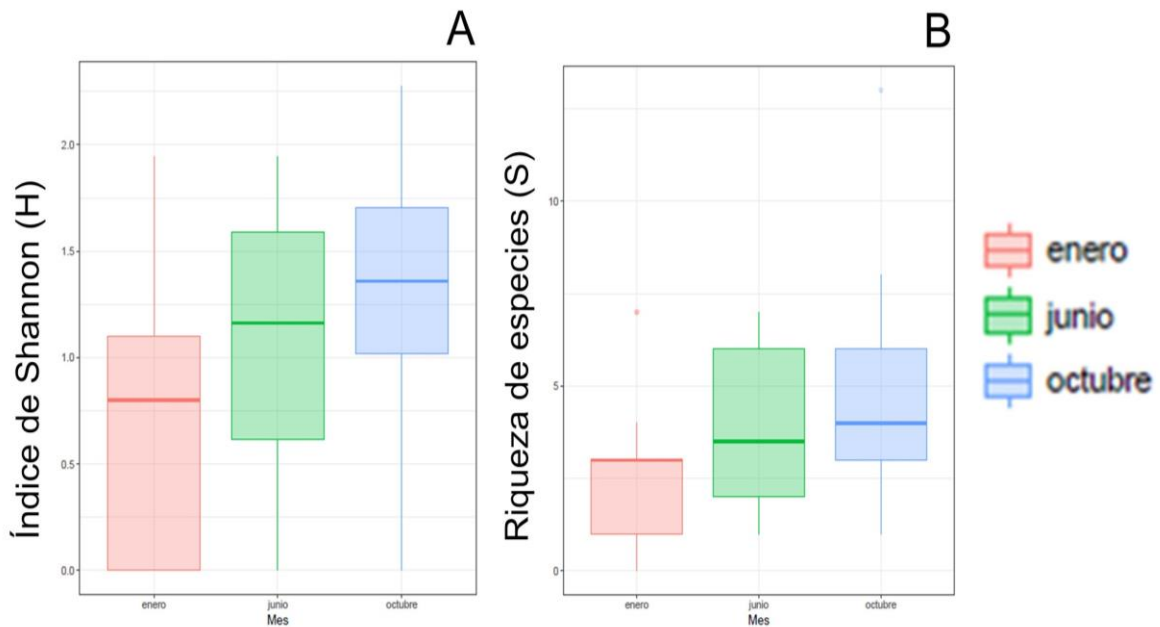 A
Índice de Shannon (H)
2.0
1.5
1.0
0.5
0.0
enero
junio
octubre
Mes
B
Riqueza de especies (S)
10
5
0
enero
junio
octubre
Mes
enero
junio
octubre